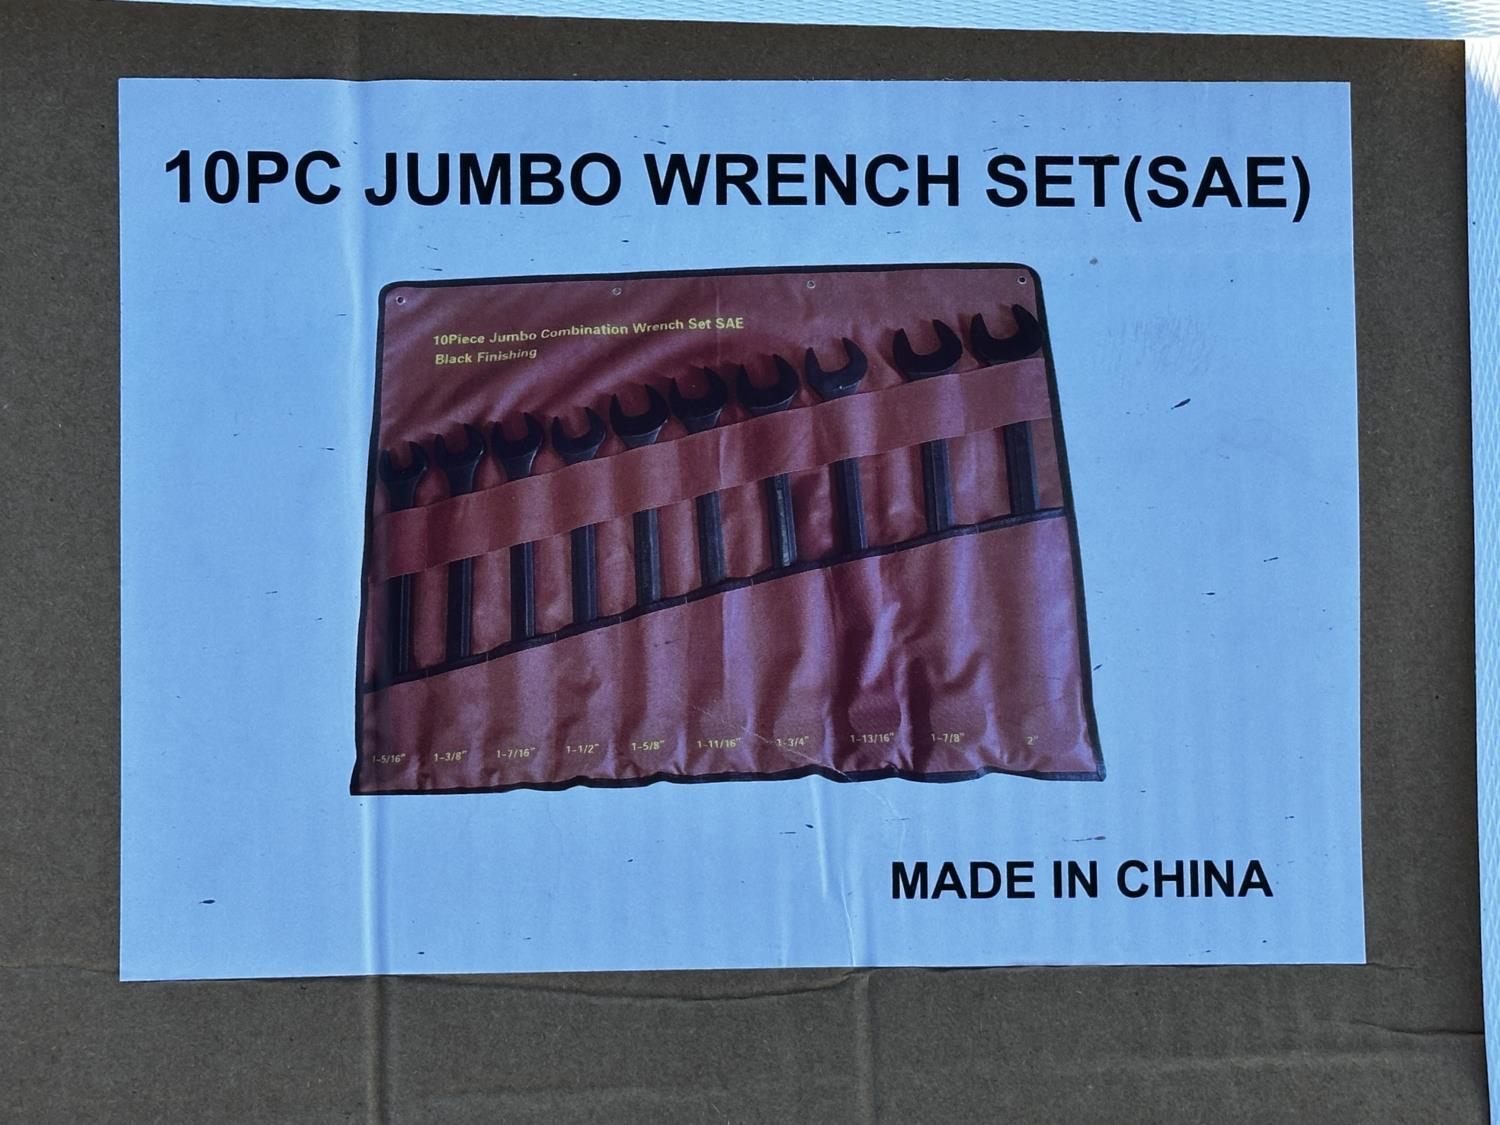 10PC JUMBO WRENCH SET(SAE)
10Piece Jumbo Combination Wrench Set SAE
Black Finishing
1-5/16" 1-3/8" 1-7/16" 1-1/2" 1-5/8" 1-11/16" 1-3/4" 1-13/16" 1-7/8" 2"
MADE IN CHINA